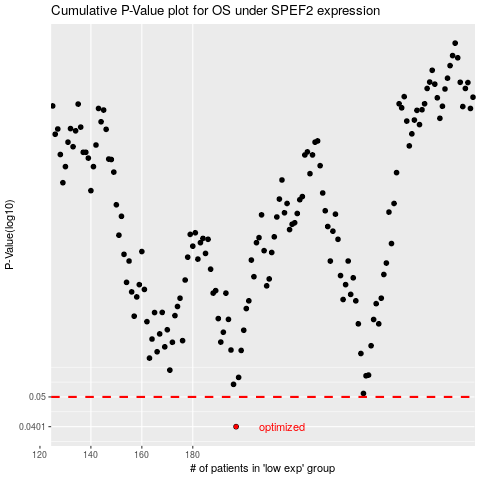 Cumulative P-Value plot for OS under SPEF2 expression
P-Value(log10)
0.05
0.0401
optimized
120 140 160 180
# of patients in 'low exp' group